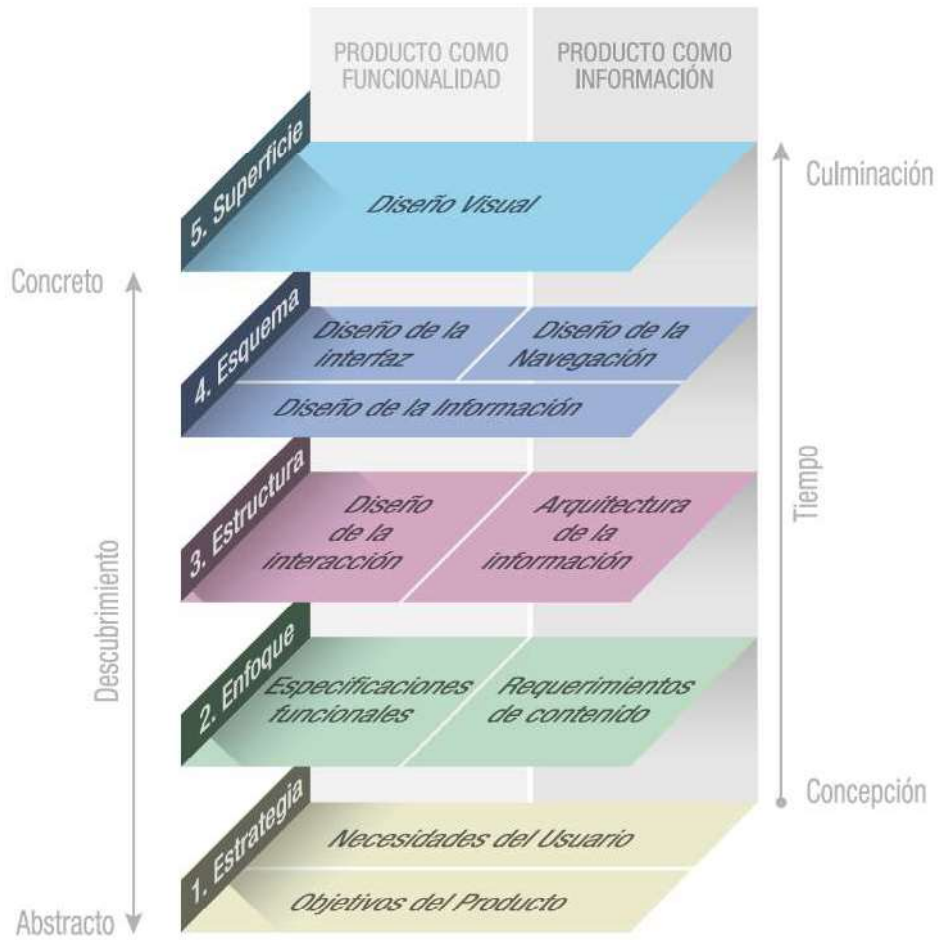 PRODUCTO COMO
FUNCIONALIDAD
PRODUCTO COMO
INFORMACIÓN
5. Superficie
Diseño Visual
Culminación
Concreto
4. Esquema
Diseño de la
interfaz
Diseño de la
Navegación
Diseño de la Información
3. Estructura
Diseño
de la
interacción
Arquitectura
de la
información
Tiempo
Descubrimiento
2. Enfoque
Especificaciones
funcionales
Requerimientos
de contenido
Concepción
1. Estrategia
Necesidades del Usuario
Objetivos del Producto
Abstracto